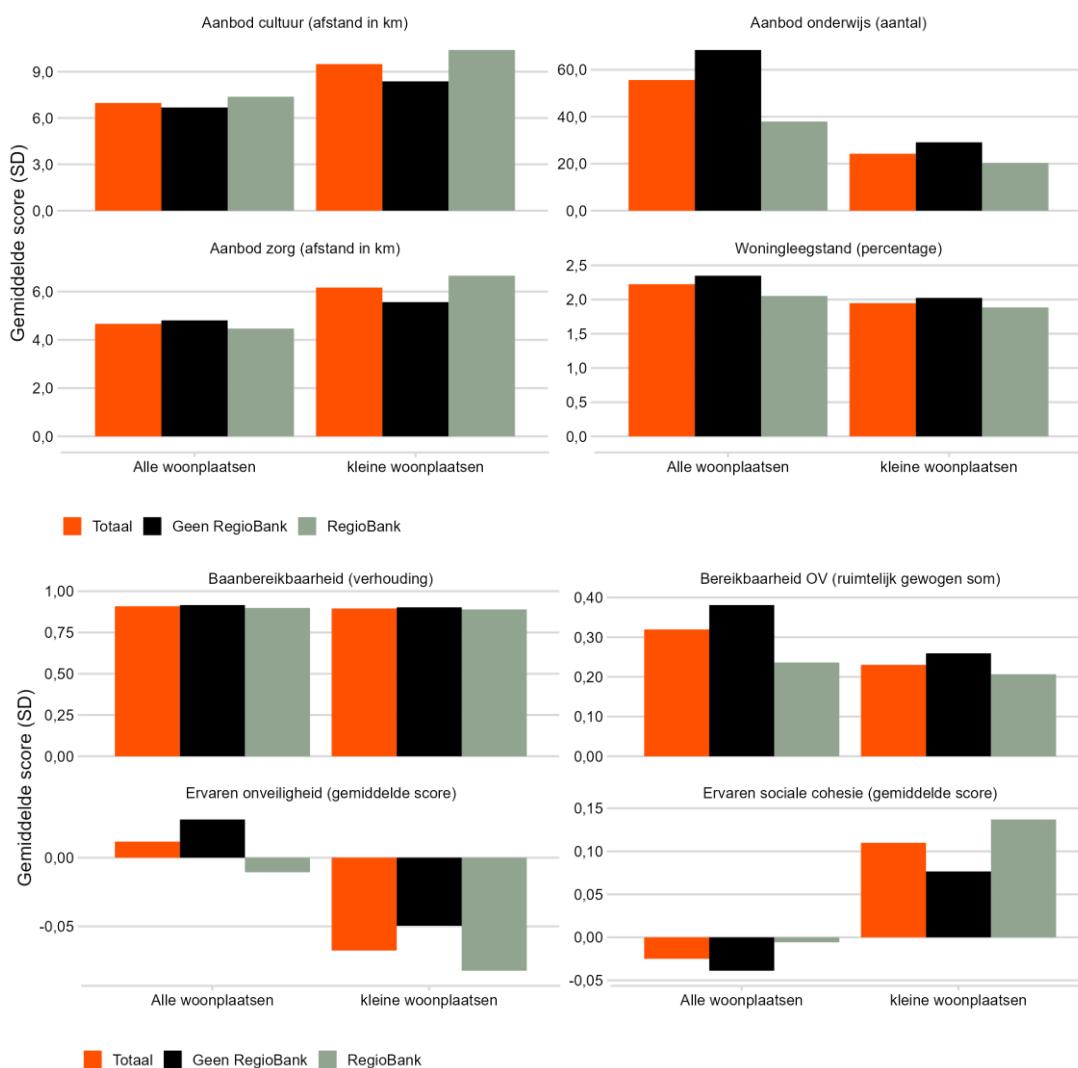 Aanbod cultuur (afstand in km)
Aanbod onderwijs (aantal)
9,0
6,0
3,0
0,0
60,0
40,0
20,0
0,0
Gemiddelde score (SD)
Aanbod zorg (afstand in km)
Woningleegstand (percentage)
6,0
4,0
2,0
0,0
2,5
2,0
1,5
1,0
0,5
0,0
Alle woonplaatsen kleine woonplaatsen
Alle woonplaatsen kleine woonplaatsen
Totaal Geen RegioBank RegioBank
Baanbereikbaarheid (verhouding)
Bereikbaarheid OV (ruimtelijk gewogen som)
1,00
0,75
0,50
0,25
0,00
0,40
0,30
0,20
0,10
0,00
Gemiddelde score (SD)
Ervaren onveiligheid (gemiddelde score)
Ervaren sociale cohesie (gemiddelde score)
0,00
-0,05
0,15
0,10
0,05
0,00
-0,05
Alle woonplaatsen kleine woonplaatsen
Alle woonplaatsen kleine woonplaatsen
Totaal Geen RegioBank RegioBank